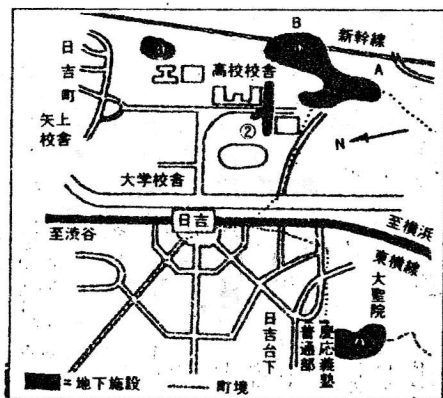 B
新幹線
A
日吉町
高校校舎
矢上校舎
②
N
大学校舎
日吉
至渋谷
至横浜
東横線
大聖院
日吉台下
慶応義塾普通部
=地下施設
町境